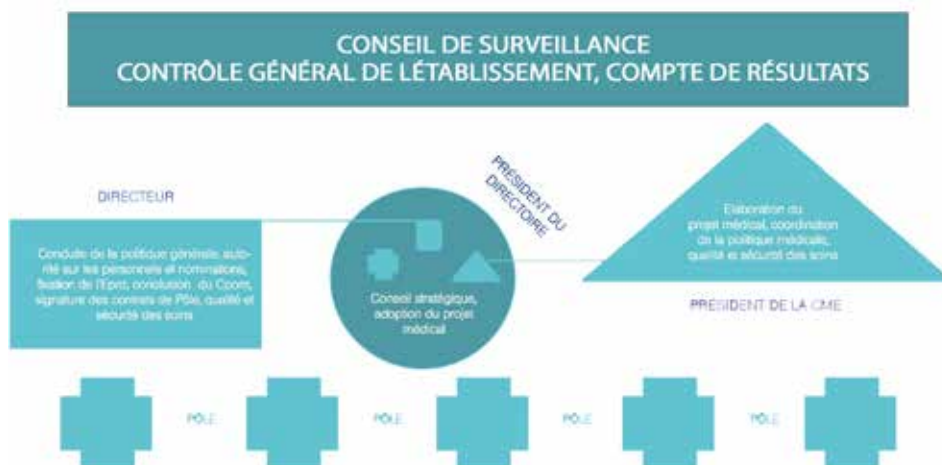 CONSEIL DE SURVEILLANCE
CONTRÔLE GÉNÉRAL DE LÉTABLISSEMENT, COMPTE DE RÉSULTATS
DIRECTEUR
Conduite de la politique générale, auto-
rité sur les personnels et nominations,
fixation de l'Eprd, conclusion du Cpom,
signature des contrats de Pôle, qualité et
sécurité des soins
PRÉSIDENT DU
DIRECTOIRE
Conseil stratégique,
adoption du projet
médical
Elaboration du
projet médical, coordination
de la politique médicale,
qualité et sécurité des soins
PRÉSIDENT DE LA CME
PÔLE
PÔLE
PÔLE
PÔLE